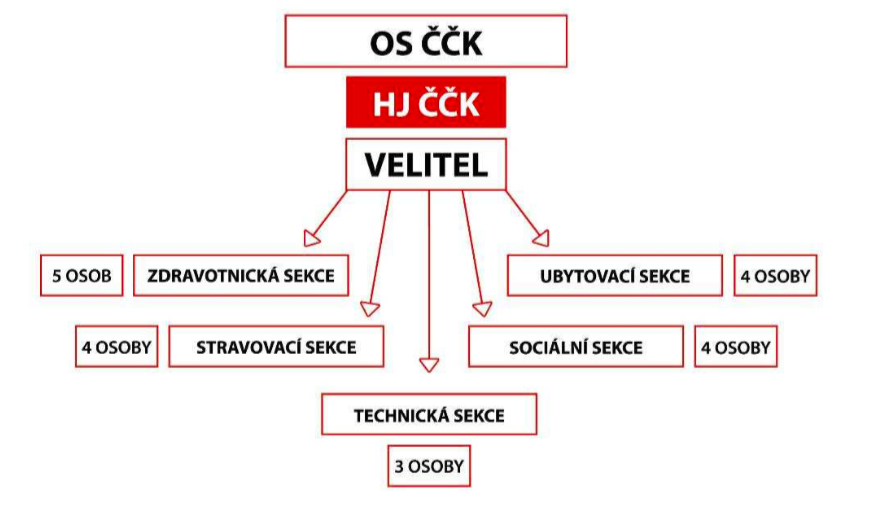 OS ČČK
HJ ČČK
VELITEL
5 OSOB
ZDRAVOTNICKÁ SEKCE
UBYTOVACÍ SEKCE
4 OSOBY
4 OSOBY
STRAVOVACÍ SEKCE
SOCIÁLNÍ SEKCE
4 OSOBY
TECHNICKÁ SEKCE
3 OSOBY